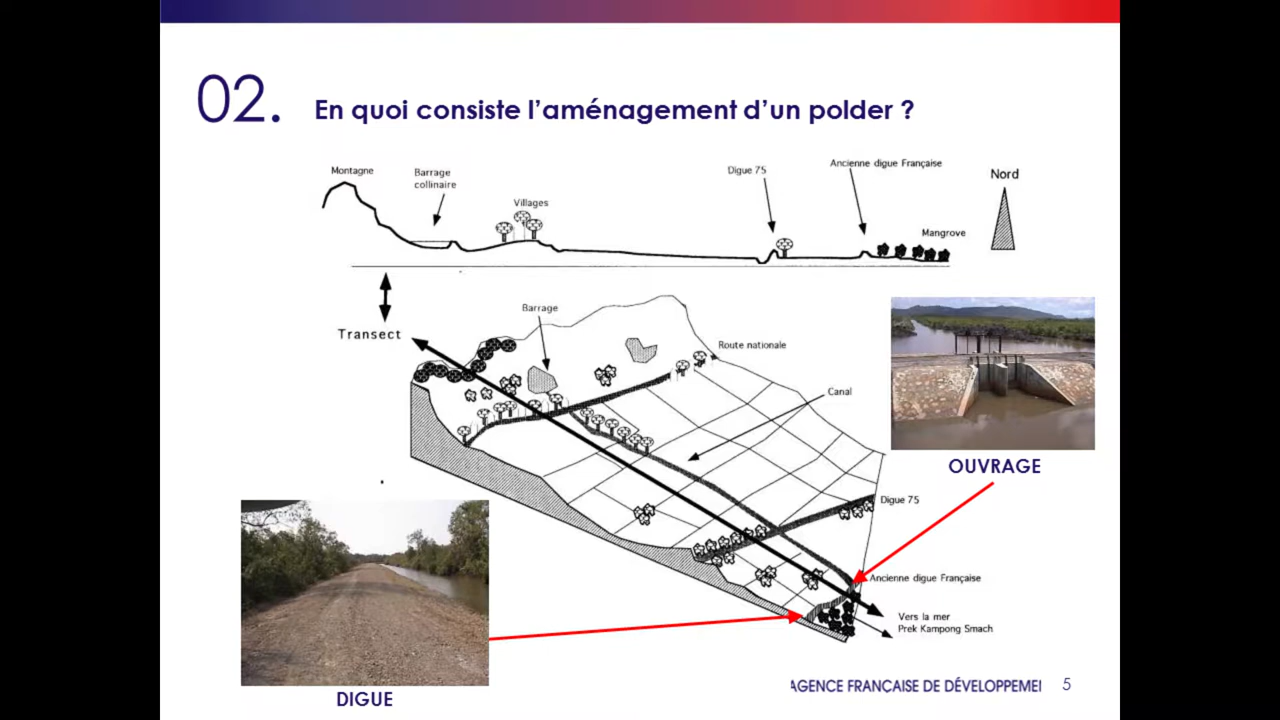 02.
En quoi consiste l'aménagement d'un polder ?
Montagne
Barrage
collinaire
Villages
Digue 75
Ancienne digue Française
Mangrove
Nord
Transect
Barrage
Route nationale
Canal
OUVRAGE
Digue 75
Ancienne digue Française
Vers la mer
Prek Kampong Smach
DIGUE
AGENCE FRANÇAISE DE DÉVELOPPEME
5